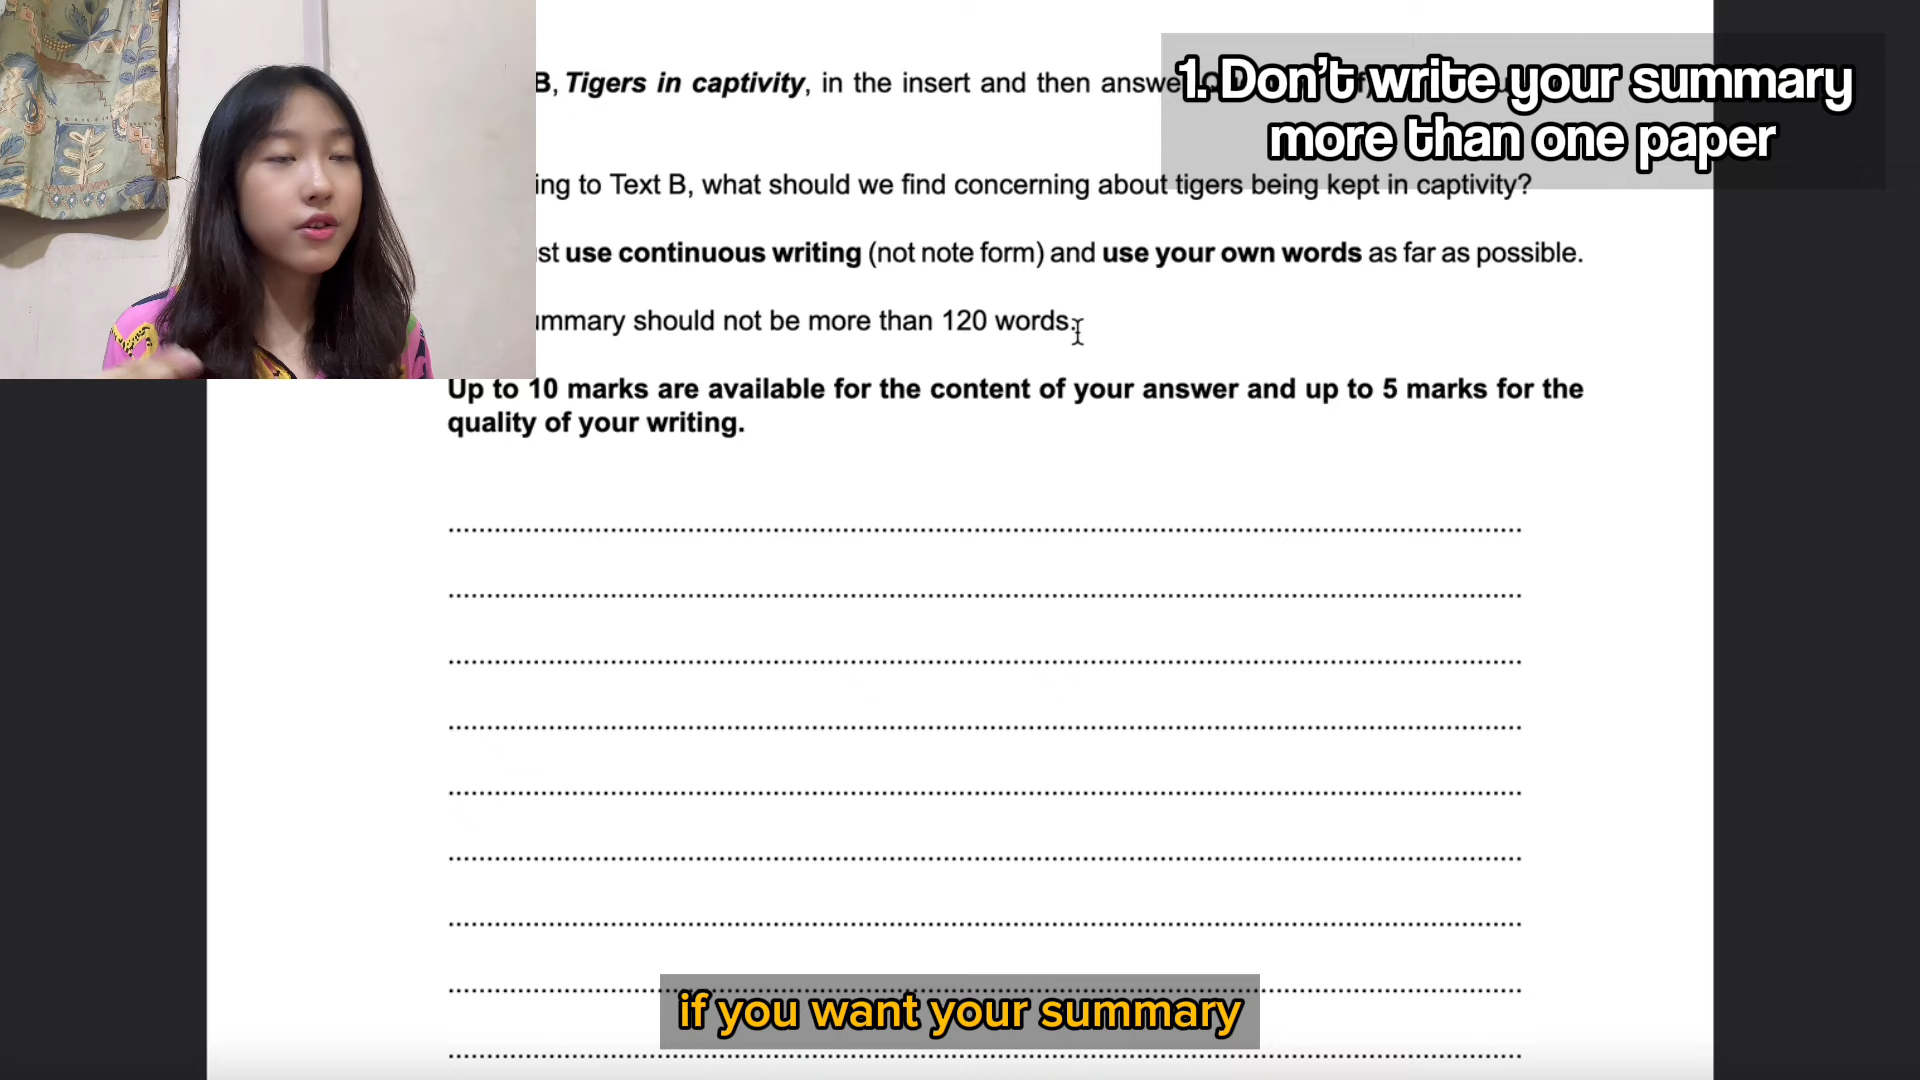 B, Tigers in captivity, in the insert and then answe
1. Don't write your summary
more than one paper
ing to Text B, what should we find concerning about tigers being kept in captivity?
st use continuous writing (not note form) and use your own words as far as possible.
ummary should not be more than 120 words.
Up to 10 marks are available for the content of your answer and up to 5 marks for the
quality of your writing.
if you want your summary